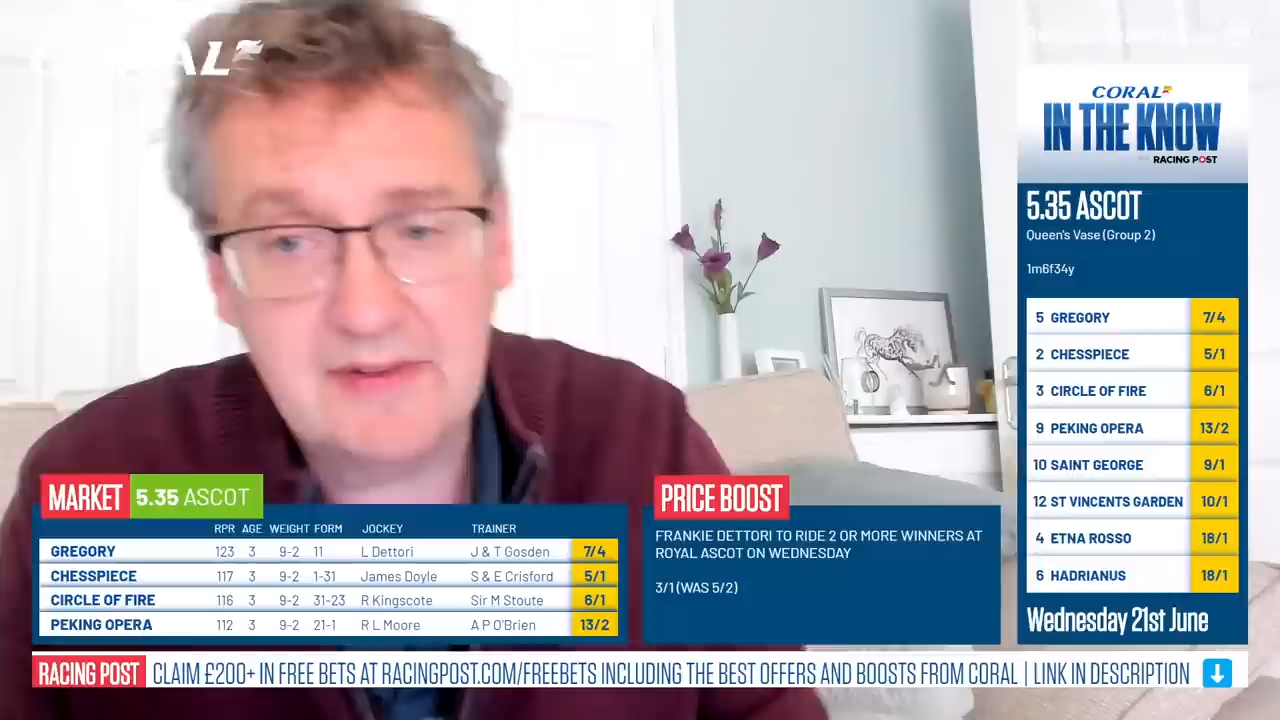 CORAL
CORAL
IN THE KNOW
RACING POST
5.35 ASCOT
Queen's Vase (Group 2)
1m6f34y
5 GREGORY 7/4
2 CHESSPIECE 5/1
3 CIRCLE OF FIRE 6/1
9 PEKING OPERA 13/2
10 SAINT GEORGE 9/1
12 ST VINCENTS GARDEN 10/1
4 ETNA ROSSO 18/1
6 HADRIANUS 18/1
Wednesday 21st June
MARKET 5.35 ASCOT
RPR AGE WEIGHT FORM JOCKEY TRAINER
GREGORY 123 3 9-2 11 L Dettori J & T Gosden 7/4
CHESSPIECE 117 3 9-2 1-31 James Doyle S & E Crisford 5/1
CIRCLE OF FIRE 116 3 9-2 31-23 R Kingscote Sir M Stoute 6/1
PEKING OPERA 112 3 9-2 21-1 R L Moore A P O'Brien 13/2
PRICE BOOST
FRANKIE DETTORI TO RIDE 2 OR MORE WINNERS AT
ROYAL ASCOT ON WEDNESDAY
3/1 (WAS 5/2)
RACING POST CLAIM £200+ IN FREE BETS AT RACINGPOST.COM/FREEBETS INCLUDING THE BEST OFFERS AND BOOSTS FROM CORAL | LINK IN DESCRIPTION